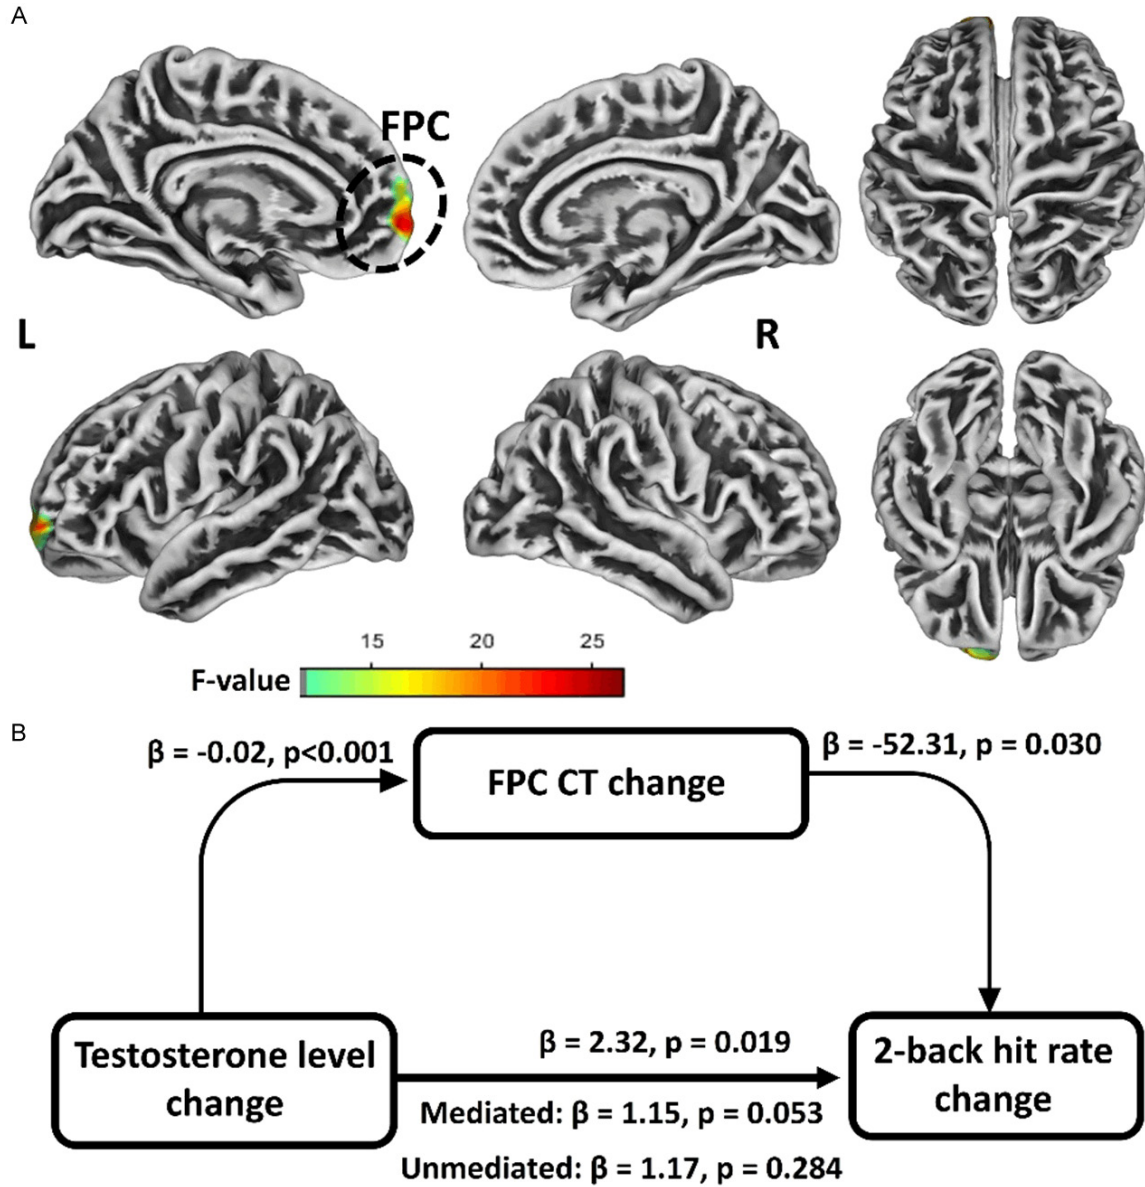 A
FPC
L
R
15 20 25
F-value
B
β = -0.02, p<0.001
β = -52.31, p = 0.030
FPC CT change
Testosterone level
change
β = 2.32, p = 0.019
Mediated: β = 1.15, p = 0.053
Unmediated: β = 1.17, p = 0.284
2-back hit rate
change